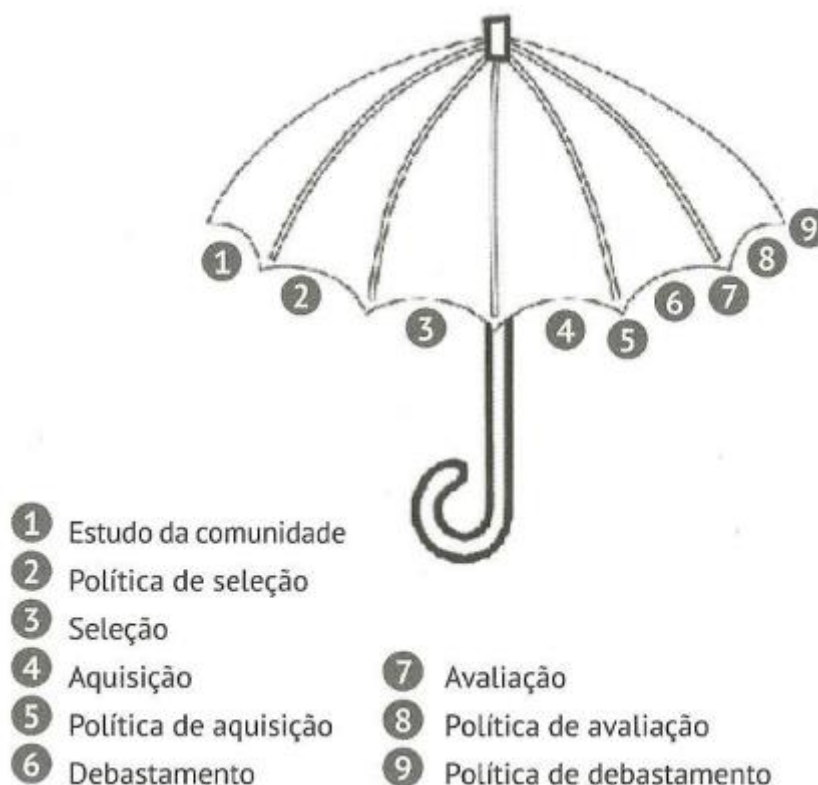 1
2
3
4
5
6
7
8
9
1 Estudo da comunidade
2 Política de seleção
3 Seleção
4 Aquisição
5 Política de aquisição
6 Debastamento
7 Avaliação
8 Política de avaliação
9 Política de debastamento